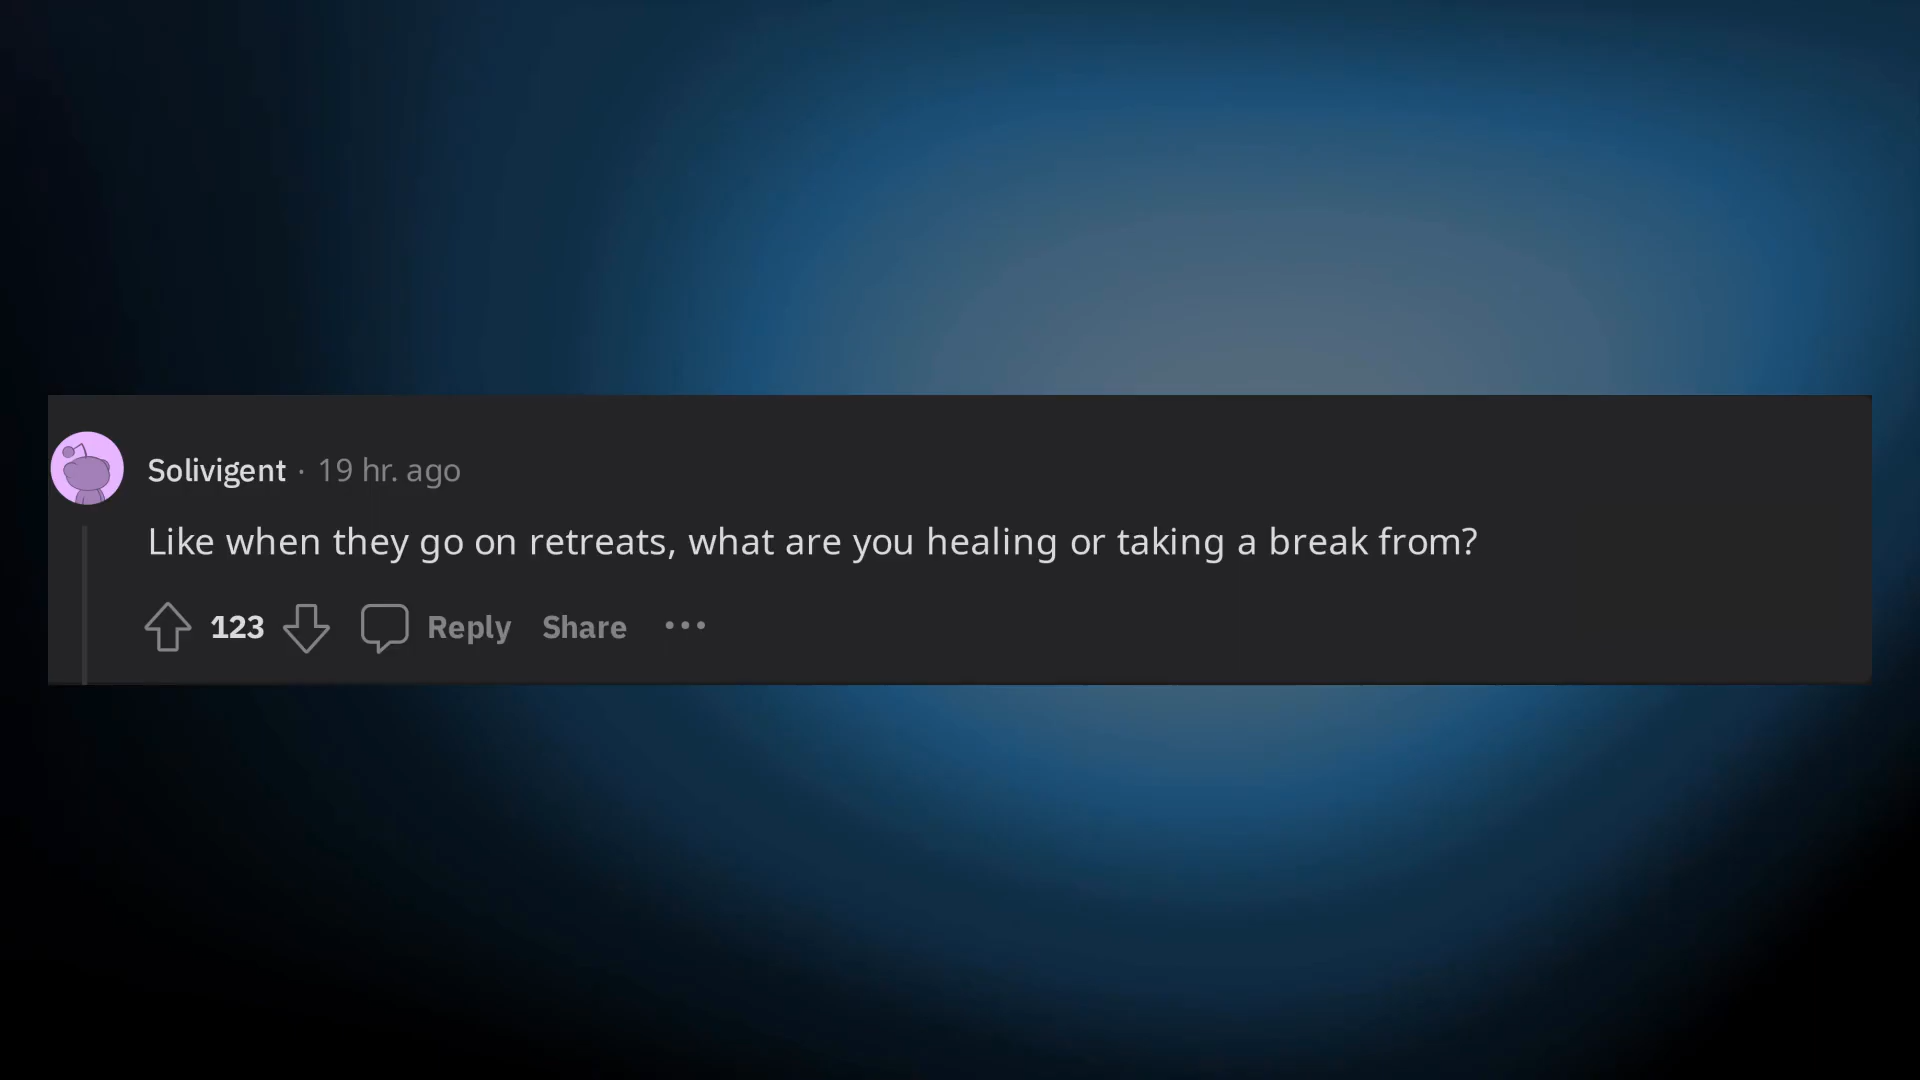 Solivigent · 19 hr. ago
Like when they go on retreats, what are you healing or taking a break from?
123 Reply Share ···